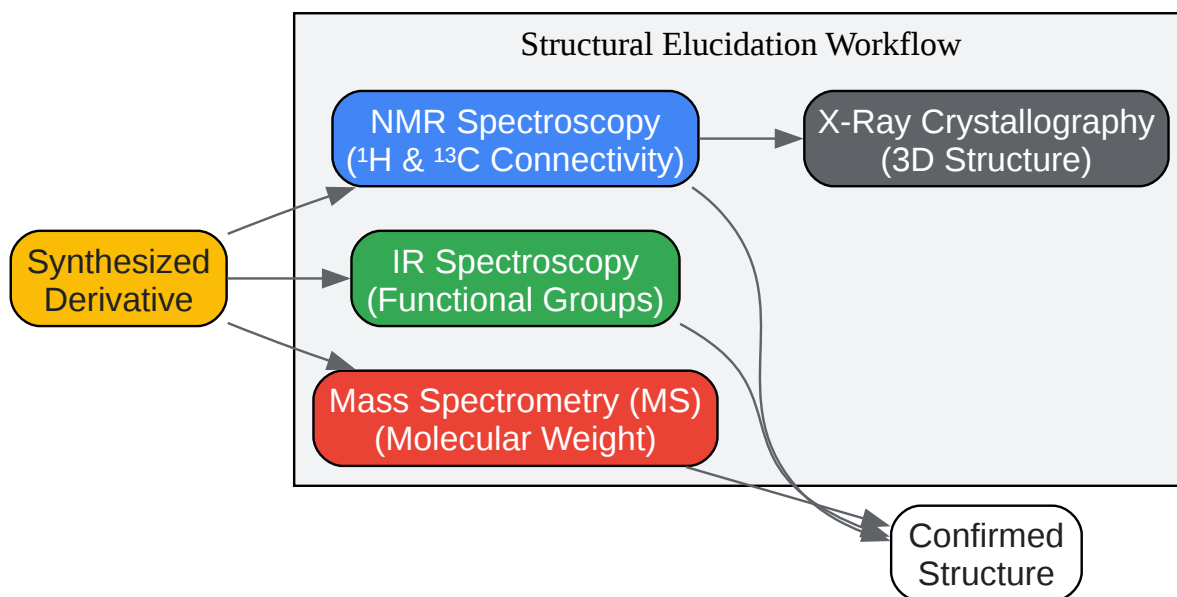 Structural Elucidation Workflow
NMR Spectroscopy
(¹H & ¹³C Connectivity)
X-Ray Crystallography
(3D Structure)
Synthesized
Derivative
IR Spectroscopy
(Functional Groups)
Mass Spectrometry (MS)
(Molecular Weight)
Confirmed
Structure